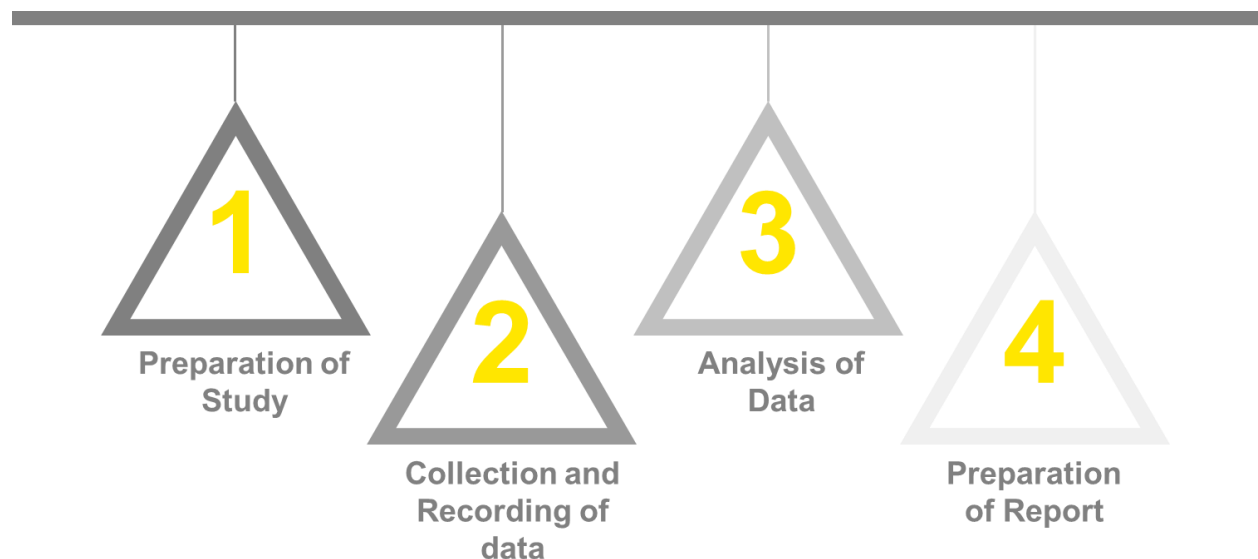 1
Preparation of
Study
2
Collection and
Recording of
data
3
Analysis of
Data
4
Preparation
of Report